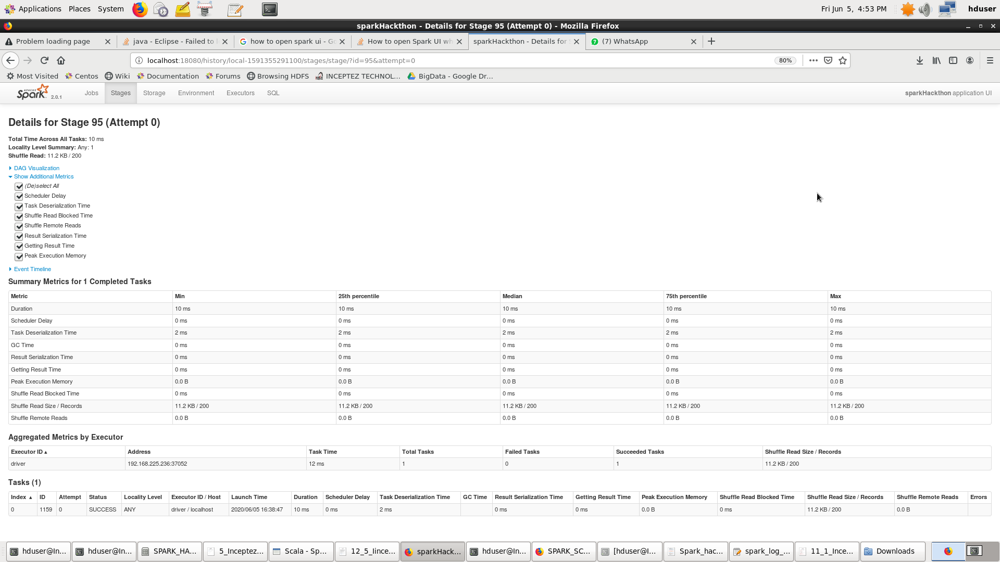 Applications Places System Fri Jun 5, 4:53 PM hduser
sparkHackthon - Details for Stage 95 (Attempt 0) - Mozilla Firefox
Problem loading page java - Eclipse - Failed to l how to open spark ui - Go How to open Spark UI wh sparkHackthon - Details for S (7) WhatsApp
localhost:18080/history/local-1591355291100/stages/stage/?id=95&attempt=0 80%
Most Visited Centos Wiki Documentation Forums Browsing HDFS INCEPTEZ TECHNOL... BigData - Google Dr...
APACHE Spark 2.0.1 Jobs Stages Storage Environment Executors SQL sparkHackthon application UI
Details for Stage 95 (Attempt 0)
Total Time Across All Tasks: 10 ms
Locality Level Summary: Any: 1
Shuffle Read: 11.2 KB / 200
DAG Visualization
Show Additional Metrics
(De)select All
Scheduler Delay
Task Deserialization Time
Shuffle Read Blocked Time
Shuffle Remote Reads
Result Serialization Time
Getting Result Time
Peak Execution Memory
Event Timeline
Summary Metrics for 1 Completed Tasks
Metric Min 25th percentile Median 75th percentile Max
Duration 10 ms 10 ms 10 ms 10 ms 10 ms
Scheduler Delay 0 ms 0 ms 0 ms 0 ms 0 ms
Task Deserialization Time 2 ms 2 ms 2 ms 2 ms 2 ms
GC Time 0 ms 0 ms 0 ms 0 ms 0 ms
Result Serialization Time 0 ms 0 ms 0 ms 0 ms 0 ms
Getting Result Time 0 ms 0 ms 0 ms 0 ms 0 ms
Peak Execution Memory 0.0 B 0.0 B 0.0 B 0.0 B 0.0 B
Shuffle Read Blocked Time 0 ms 0 ms 0 ms 0 ms 0 ms
Shuffle Read Size / Records 11.2 KB / 200 11.2 KB / 200 11.2 KB / 200 11.2 KB / 200 11.2 KB / 200
Shuffle Remote Reads 0.0 B 0.0 B 0.0 B 0.0 B 0.0 B
Aggregated Metrics by Executor
Executor ID Address Task Time Total Tasks Failed Tasks Succeeded Tasks Shuffle Read Size / Records
driver 192.168.225.236:37052 12 ms 1 0 1 11.2 KB / 200
Tasks (1)
Index ID Attempt Status Locality Level Executor ID / Host Launch Time Duration Scheduler Delay Task Deserialization Time GC Time Result Serialization Time Getting Result Time Peak Execution Memory Shuffle Read Blocked Time Shuffle Read Size / Records Shuffle Remote Reads Errors
0 1159 0 SUCCESS ANY driver / localhost 2020/06/05 16:38:47 10 ms 0 ms 2 ms 0 ms 0 ms 0.0 B 0 ms 11.2 KB / 200 0.0 B
hduser@In... hduser@In... SPARK_HA... 5_Inceptez... Scala - Sp... 12_5_Iince... sparkHack... hduser@In... SPARK_SC... [hduser@I... Spark_hac... spark_log_... 11_1_Ince... Downloads